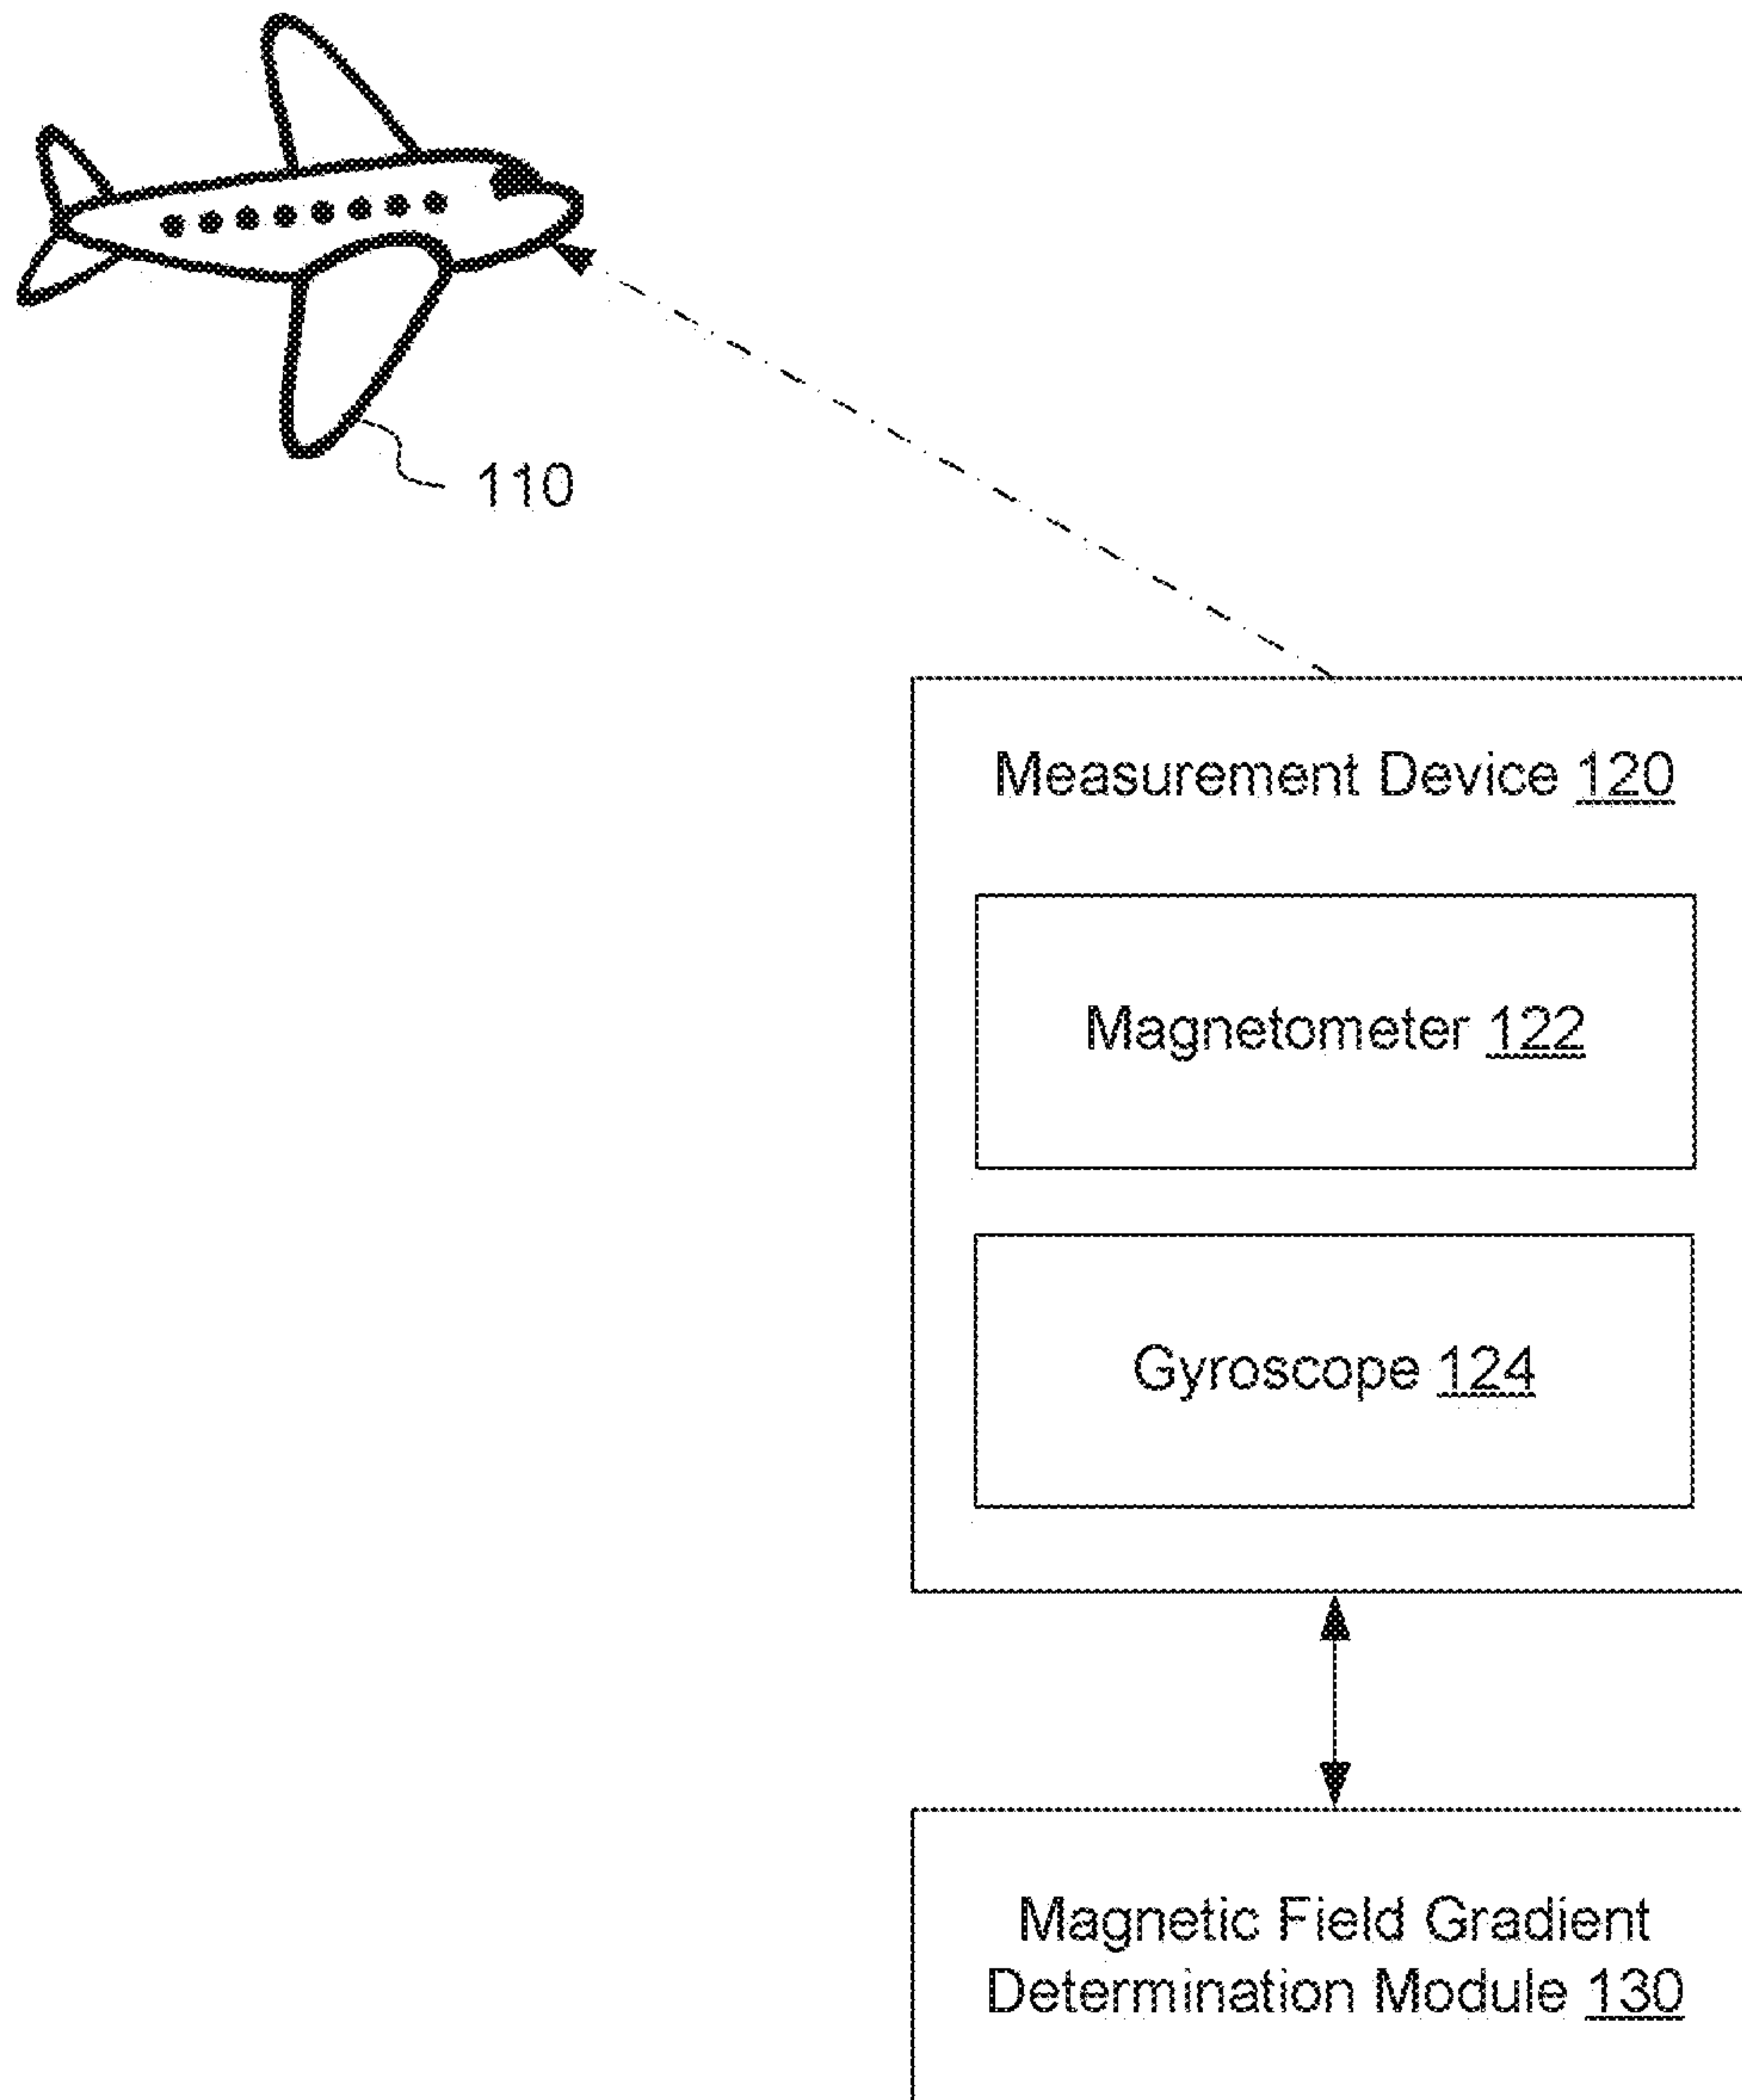 110
Measurement Device 120
Magnetometer 122
Gyroscope 124
Magnetic Field Gradient
Determination Module 130